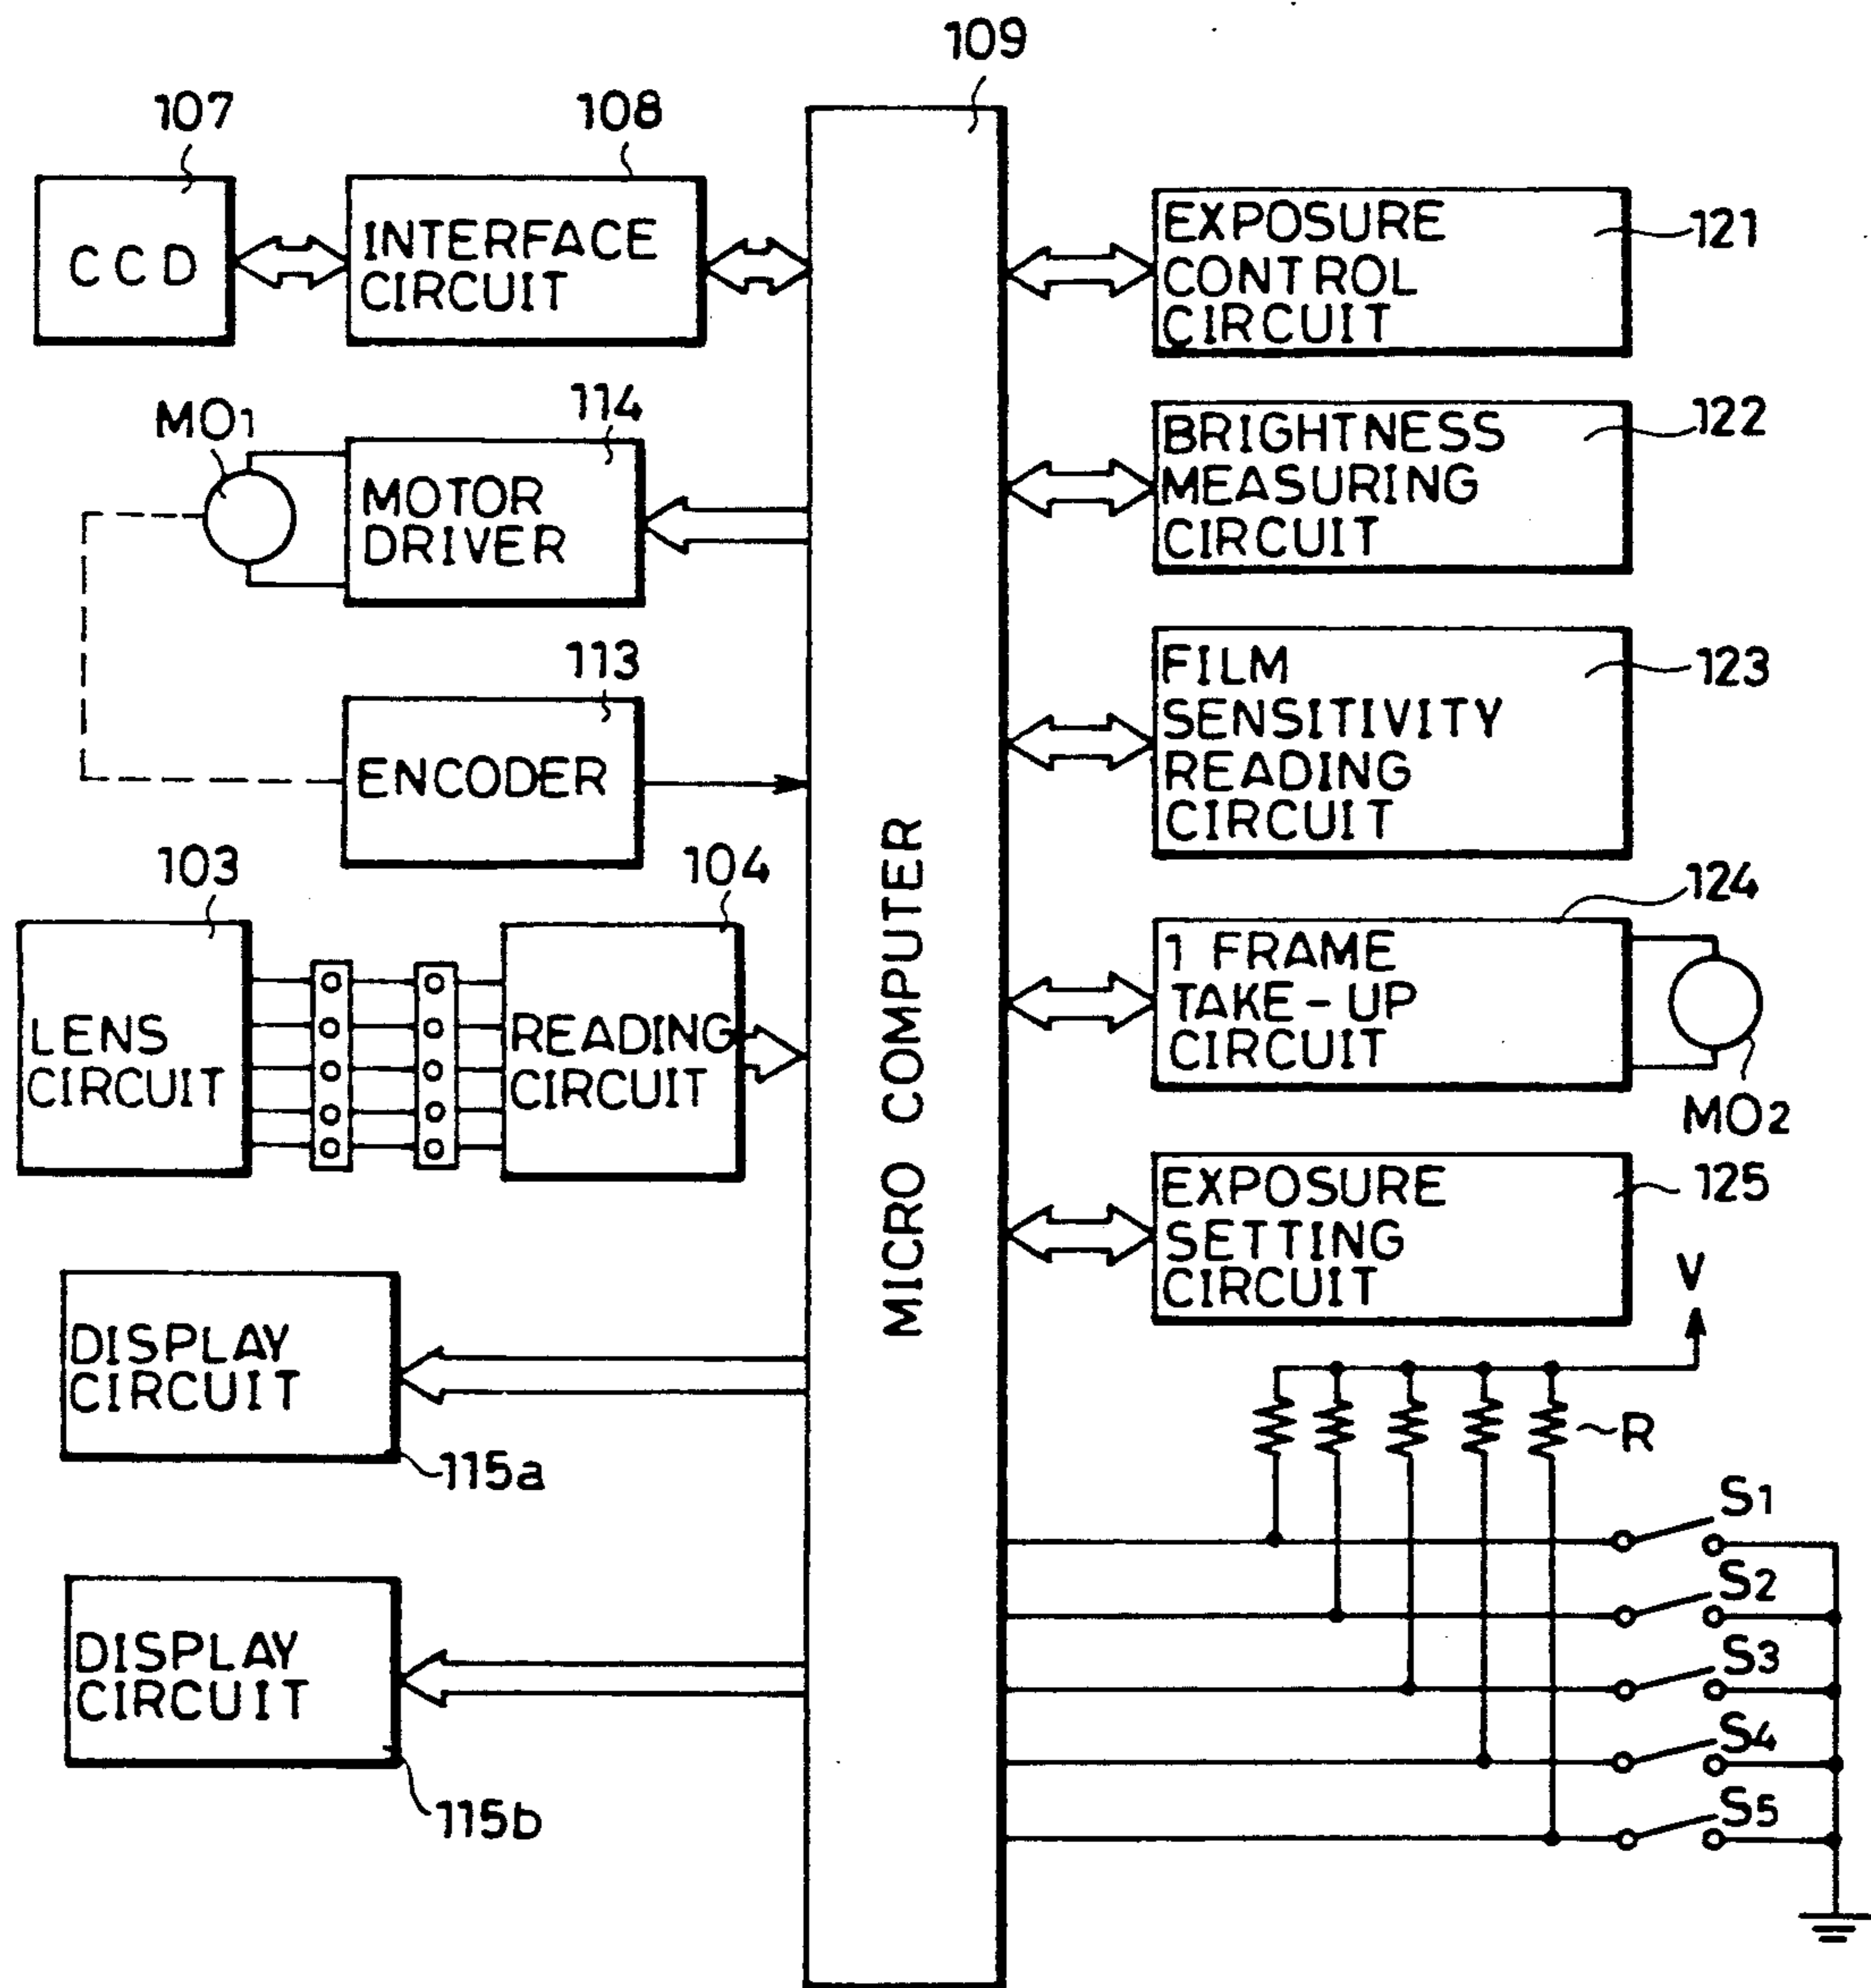 109
107
108
CCD
INTERFACE
CIRCUIT
EXPOSURE
CONTROL
CIRCUIT
121
MO1
114
MOTOR
DRIVER
BRIGHTNESS
MEASURING
CIRCUIT
122
113
ENCODER
FILM
SENSITIVITY
READING
CIRCUIT
123
103
104
LENS
CIRCUIT
READING
CIRCUIT
MICRO COMPUTER
124
1 FRAME
TAKE-UP
CIRCUIT
MO2
EXPOSURE
SETTING
CIRCUIT
125
V
DISPLAY
CIRCUIT
115a
R
S1
S2
S3
S4
S5
DISPLAY
CIRCUIT
115b